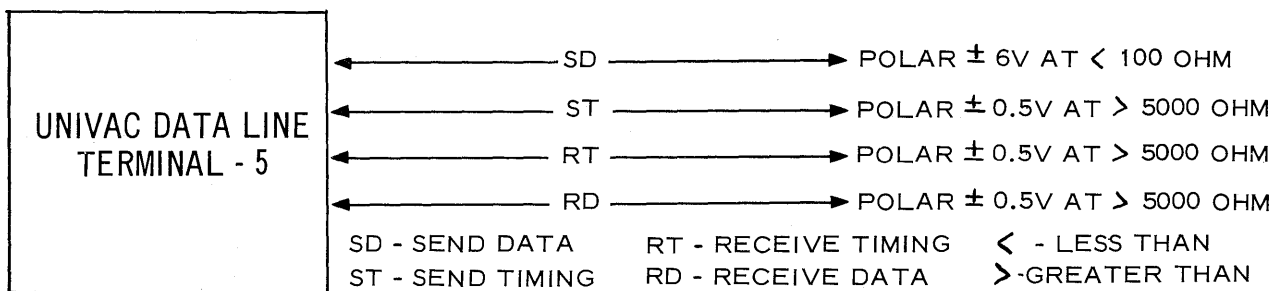 UNIVAC DATA LINE
TERMINAL - 5
SD POLAR ± 6V AT < 100 OHM
ST POLAR ± 0.5V AT > 5000 OHM
RT POLAR ± 0.5V AT > 5000 OHM
RD POLAR ± 0.5V AT > 5000 OHM
SD - SEND DATA RT - RECEIVE TIMING < - LESS THAN
ST - SEND TIMING RD - RECEIVE DATA >-GREATER THAN